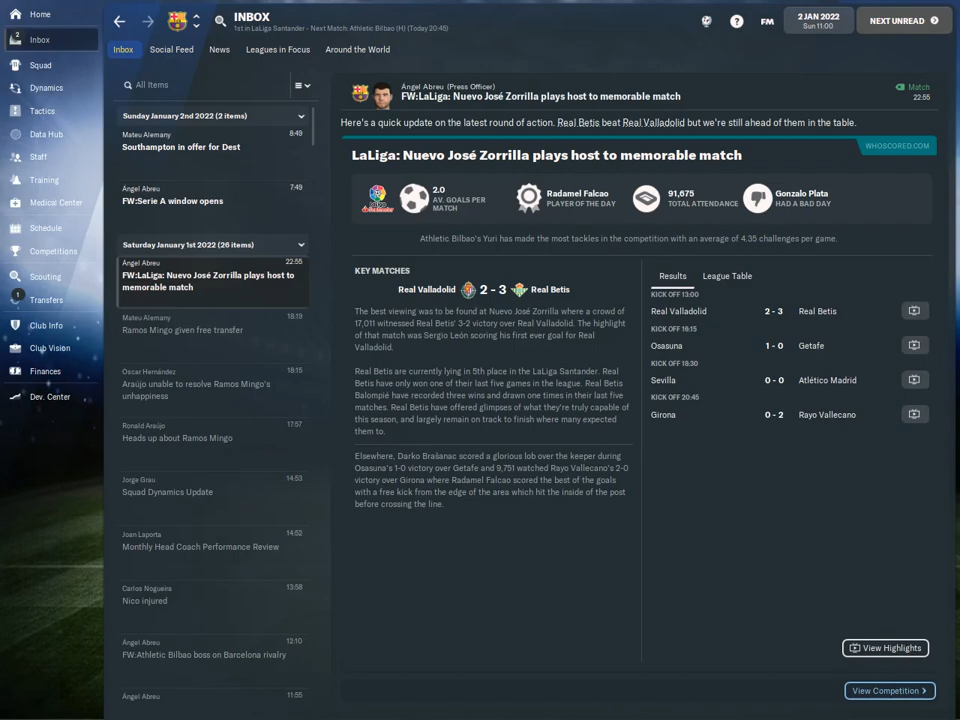 Home
2
Inbox
Squad
Dynamics
Tactics
Data Hub
Staff
Training
Medical Center
Schedule
Competitions
Scouting
1
Transfers
Club Info
Club Vision
Finances
Dev. Center
INBOX
1st in LaLiga Santander - Next Match: Athletic Bilbao (H) (Today 20:45)
?
FM
2 JAN 2022
Sun 11:00
NEXT UNREAD
Inbox
Social Feed
News
Leagues in Focus
Around the World
All Items
Sunday January 2nd 2022 (2 items)
Mateu Alemany 8:49
Southampton in offer for Dest
Ángel Abreu 7:49
FW:Serie A window opens
Saturday January 1st 2022 (26 items)
Ángel Abreu 22:55
FW:LaLiga: Nuevo José Zorrilla plays host to
memorable match
Mateu Alemany 18:19
Ramos Mingo given free transfer
Oscar Hernández 18:15
Araújo unable to resolve Ramos Mingo's
unhappiness
Ronald Araújo 17:57
Heads up about Ramos Mingo
Jorge Grau 14:53
Squad Dynamics Update
Joan Laporta 14:52
Monthly Head Coach Performance Review
Carlos Nogueira 13:58
Nico injured
Ángel Abreu 12:10
FW:Athletic Bilbao boss on Barcelona rivalry
Ángel Abreu 11:55
Ángel Abreu (Press Officer)
FW:LaLiga: Nuevo José Zorrilla plays host to memorable match
Match
22:55
Here's a quick update on the latest round of action. Real Betis beat Real Valladolid but we're still ahead of them in the table.
WHOSCORED.COM
LaLiga: Nuevo José Zorrilla plays host to memorable match
2.0
AV. GOALS PER
MATCH
Radamel Falcao
PLAYER OF THE DAY
91,675
TOTAL ATTENDANCE
Gonzalo Plata
HAD A BAD DAY
Athletic Bilbao's Yuri has made the most tackles in the competition with an average of 4.35 challenges per game.
KEY MATCHES
Real Valladolid 2 - 3 Real Betis
The best viewing was to be found at Nuevo José Zorrilla where a crowd of
17,011 witnessed Real Betis' 3-2 victory over Real Valladolid. The highlight
of that match was Sergio León scoring his first ever goal for Real
Valladolid.
Real Betis are currently lying in 5th place in the LaLiga Santander. Real
Betis have only won one of their last five games in the league. Real Betis
Balompié have recorded three wins and drawn one times in their last five
matches. Real Betis have offered glimpses of what they're truly capable of
this season, and largely remain on track to finish where many expected
them to.
Elsewhere, Darko Brašanac scored a glorious lob over the keeper during
Osasuna's 1-0 victory over Getafe and 9,751 watched Rayo Vallecano's 2-0
victory over Girona where Radamel Falcao scored the best of the goals
with a free kick from the edge of the area which hit the inside of the post
before crossing the line.
Results
League Table
KICK OFF 13:00
Real Valladolid 2 - 3 Real Betis
KICK OFF 16:15
Osasuna 1 - 0 Getafe
KICK OFF 18:30
Sevilla 0 - 0 Atlético Madrid
KICK OFF 20:45
Girona 0 - 2 Rayo Vallecano
View Highlights
View Competition